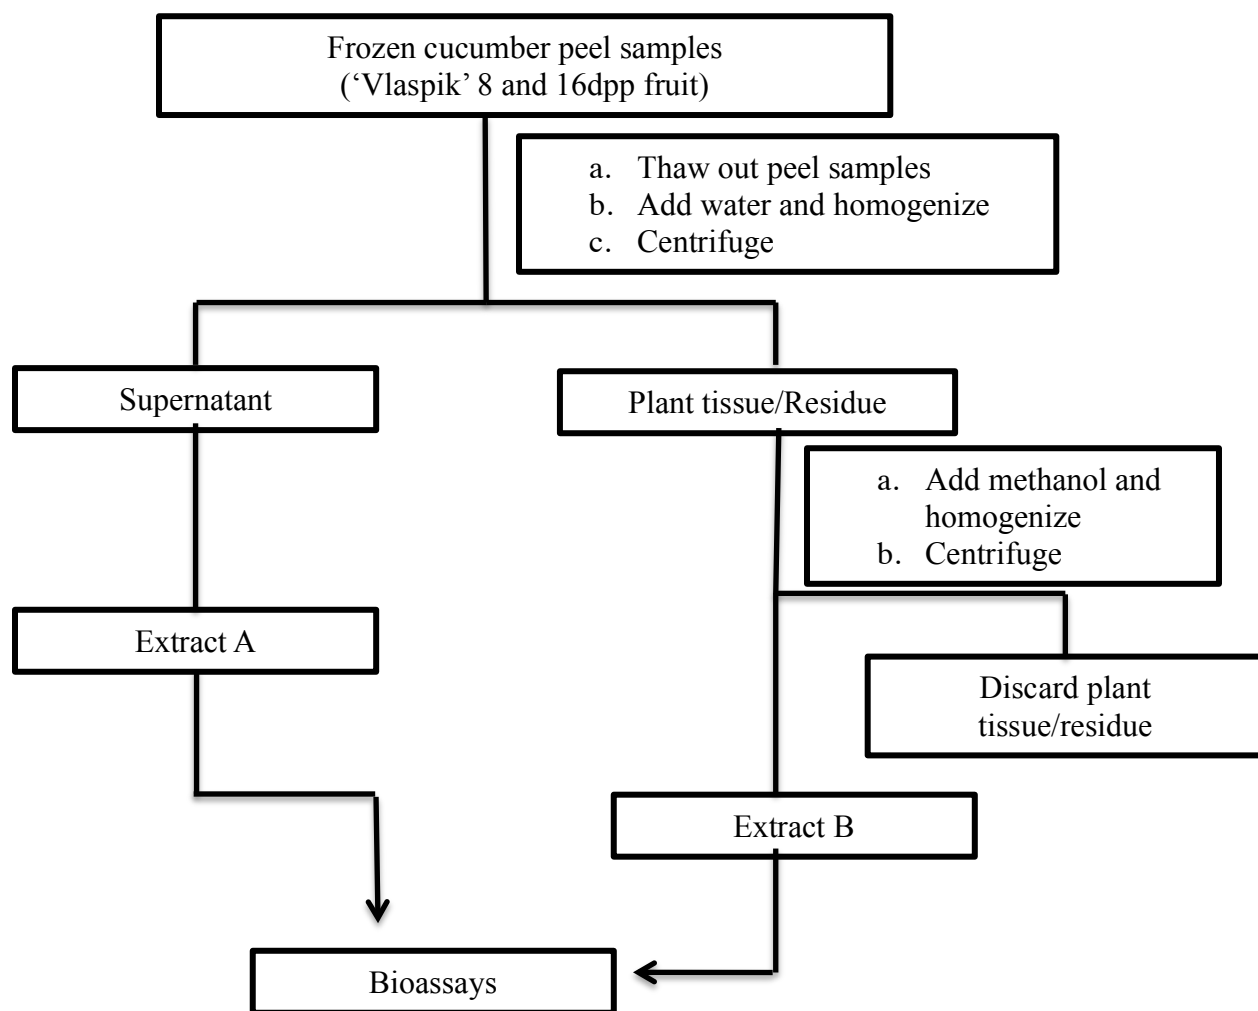 Frozen cucumber peel samples
(‘Vlaspik’ 8 and 16dpp fruit)
a. Thaw out peel samples
b. Add water and homogenize
c. Centrifuge
Supernatant
Plant tissue/Residue
a. Add methanol and
homogenize
b. Centrifuge
Extract A
Discard plant
tissue/residue
Extract B
Bioassays